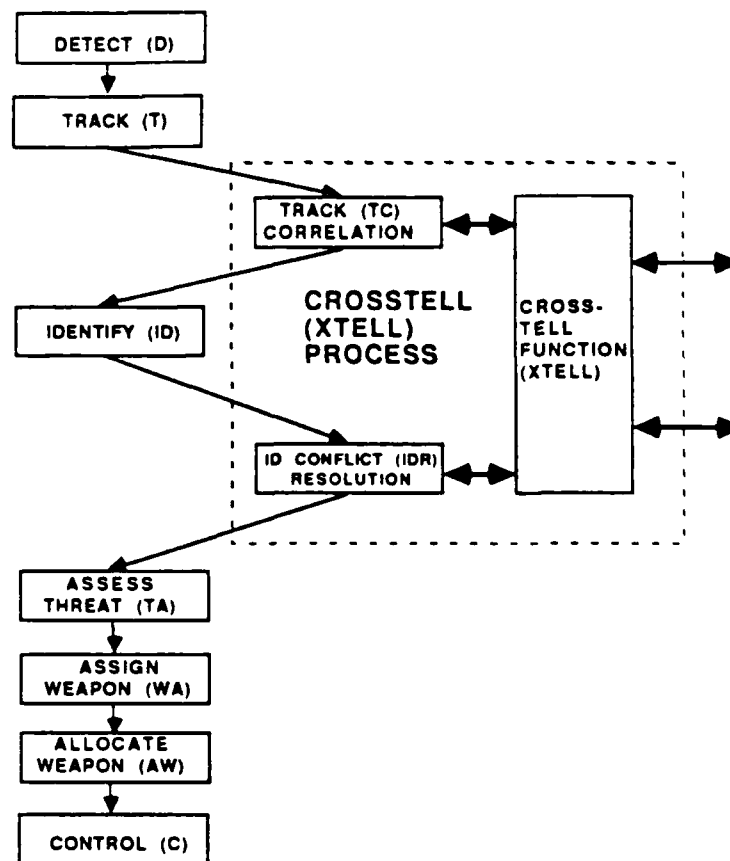 DETECT (D)
TRACK (T)
TRACK (TC)
CORRELATION
CROSSTELL
(XTELL)
PROCESS
CROSS-
TELL
FUNCTION
(XTELL)
IDENTIFY (ID)
ID CONFLICT (IDR)
RESOLUTION
ASSESS
THREAT (TA)
ASSIGN
WEAPON (WA)
ALLOCATE
WEAPON (AW)
CONTROL (C)